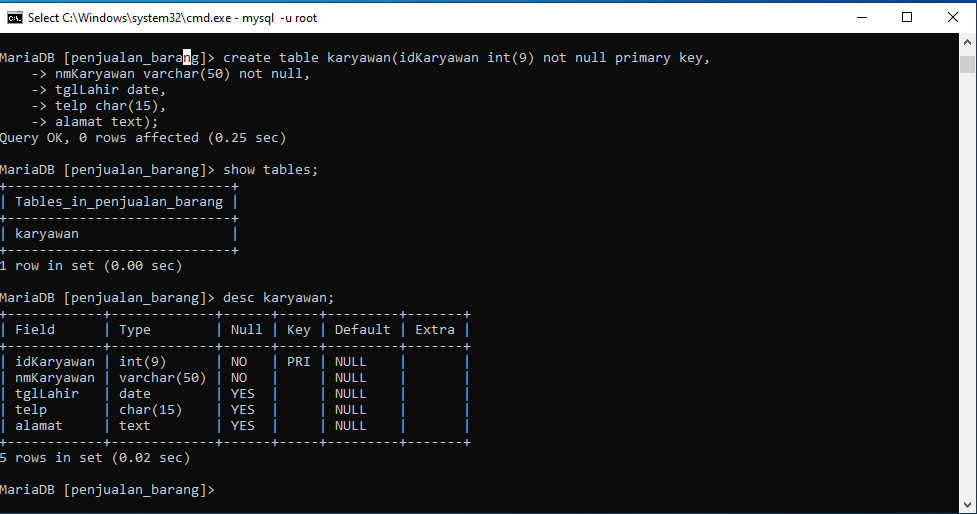 Select C:\Windows\system32\cmd.exe - mysql -u root
MariaDB [penjualan_barang]> create table karyawan(idKaryawan int(9) not null primary key,
    -> nmKaryawan varchar(50) not null,
    -> tglLahir date,
    -> telp char(15),
    -> alamat text);
Query OK, 0 rows affected (0.25 sec)
MariaDB [penjualan_barang]> show tables;
+----------------------------+
| Tables_in_penjualan_barang |
+----------------------------+
| karyawan                   |
+----------------------------+
1 row in set (0.00 sec)
MariaDB [penjualan_barang]> desc karyawan;
+------------+-------------+------+-----+---------+-------+
| Field      | Type        | Null | Key | Default | Extra |
+------------+-------------+------+-----+---------+-------+
| idKaryawan | int(9)      | NO   | PRI | NULL    |       |
| nmKaryawan | varchar(50) | NO   |     | NULL    |       |
| tglLahir   | date        | YES  |     | NULL    |       |
| telp       | char(15)    | YES  |     | NULL    |       |
| alamat     | text        | YES  |     | NULL    |       |
+------------+-------------+------+-----+---------+-------+
5 rows in set (0.02 sec)
MariaDB [penjualan_barang]>